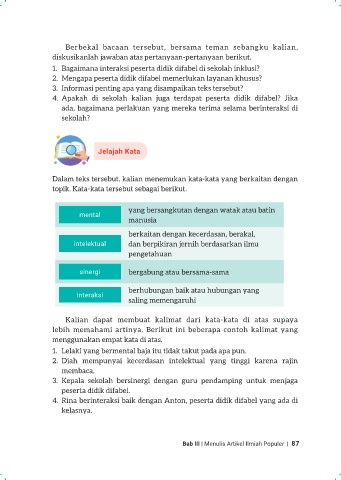 Berbekal bacaan tersebut, bersama teman sebangku kalian,
diskusikanlah jawaban atas pertanyaan-pertanyaan berikut.
1. Bagaimana interaksi peserta didik difabel di sekolah inklusi?
2. Mengapa peserta didik difabel memerlukan layanan khusus?
3. Informasi penting apa yang disampaikan teks tersebut?
4. Apakah di sekolah kalian juga terdapat peserta didik difabel? Jika
ada, bagaimana perlakuan yang mereka terima selama berinteraksi di
sekolah?
Jelajah Kata
Dalam teks tersebut, kalian menemukan kata-kata yang berkaitan dengan
topik. Kata-kata tersebut sebagai berikut.
mental
yang bersangkutan dengan watak atau batin
manusia
intelektual
berkaitan dengan kecerdasan, berakal,
dan berpikiran jernih berdasarkan ilmu
pengetahuan
sinergi
bergabung atau bersama-sama
interaksi
berhubungan baik atau hubungan yang
saling memengaruhi
Kalian dapat membuat kalimat dari kata-kata di atas supaya
lebih memahami artinya. Berikut ini beberapa contoh kalimat yang
menggunakan empat kata di atas.
1. Lelaki yang bermental baja itu tidak takut pada apa pun.
2. Diah mempunyai kecerdasan intelektual yang tinggi karena rajin
membaca.
3. Kepala sekolah bersinergi dengan guru pendamping untuk menjaga
peserta didik difabel.
4. Rina berinteraksi baik dengan Anton, peserta didik difabel yang ada di
kelasnya.
Bab III | Menulis Artikel Ilmiah Populer | 87